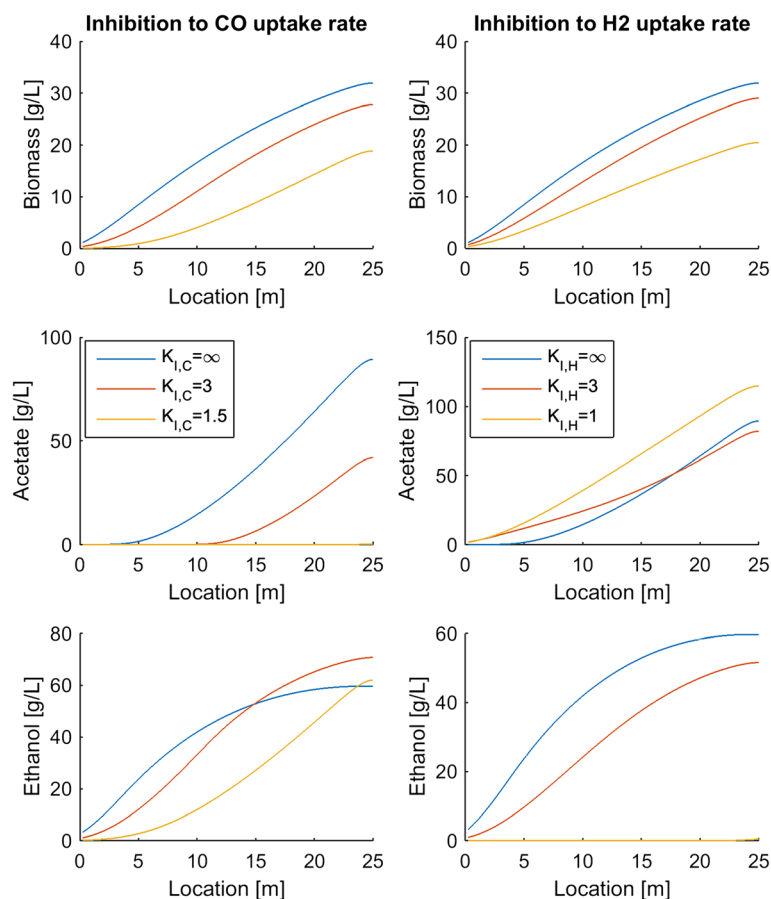 Inhibition to CO uptake rate
Inhibition to H2 uptake rate
40
30
20
10
0
Biomass [g/L]
0 5 10 15 20 25
Location [m]
40
30
20
10
0
Biomass [g/L]
0 5 10 15 20 25
Location [m]
100
50
0
Acetate [g/L]
K_I,C=∞
K_I,C=3
K_I,C=1.5
0 5 10 15 20 25
Location [m]
150
100
50
0
Acetate [g/L]
K_I,H=∞
K_I,H=3
K_I,H=1
0 5 10 15 20 25
Location [m]
80
60
40
20
0
Ethanol [g/L]
0 5 10 15 20 25
Location [m]
60
40
20
0
Ethanol [g/L]
0 5 10 15 20 25
Location [m]